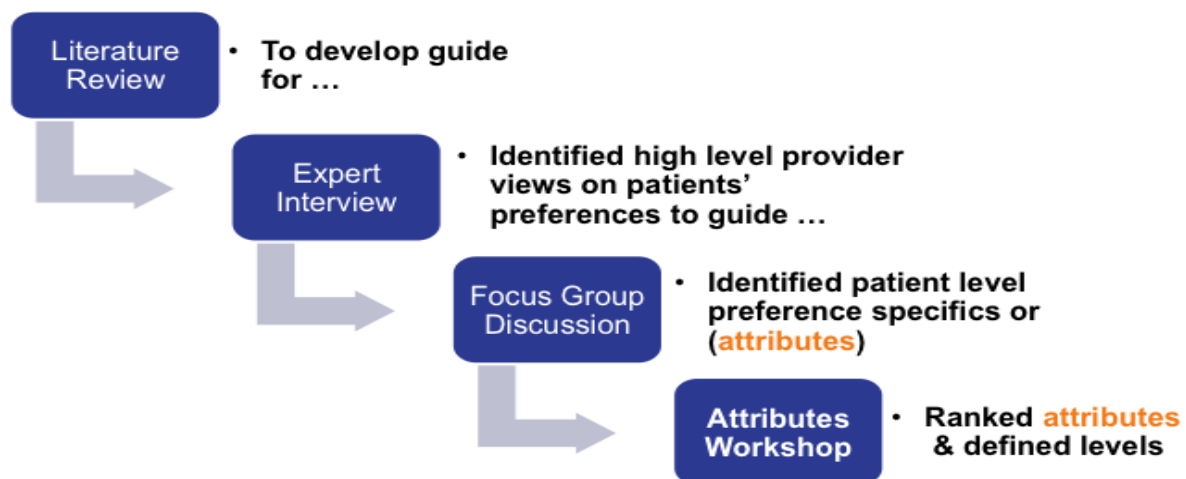 Literature
Review
• To develop guide
for ...
Expert
Interview
• Identified high level provider
views on patients'
preferences to guide ...
Focus Group
Discussion
• Identified patient level
preference specifics or
(attributes)
Attributes
Workshop
• Ranked attributes
& defined levels